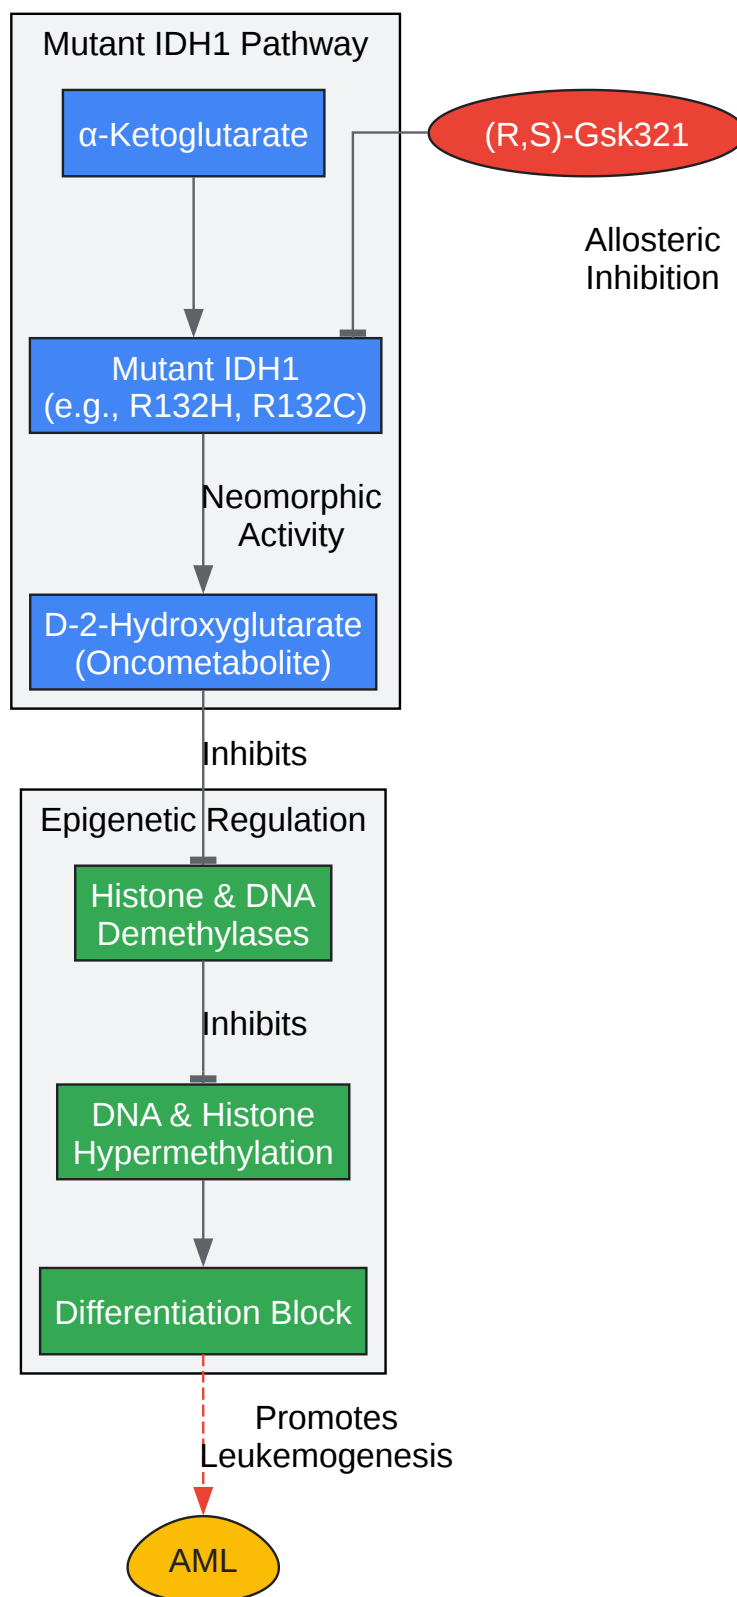 Mutant IDH1 Pathway
α-Ketoglutarate
(R,S)-Gsk321
Allosteric
Inhibition
Mutant IDH1
(e.g., R132H, R132C)
Neomorphic
Activity
D-2-Hydroxyglutarate
(Oncometabolite)
Inhibits
Epigenetic Regulation
Histone & DNA
Demethylases
Inhibits
DNA & Histone
Hypermethylation
Differentiation Block
Promotes
Leukemogenesis
AML